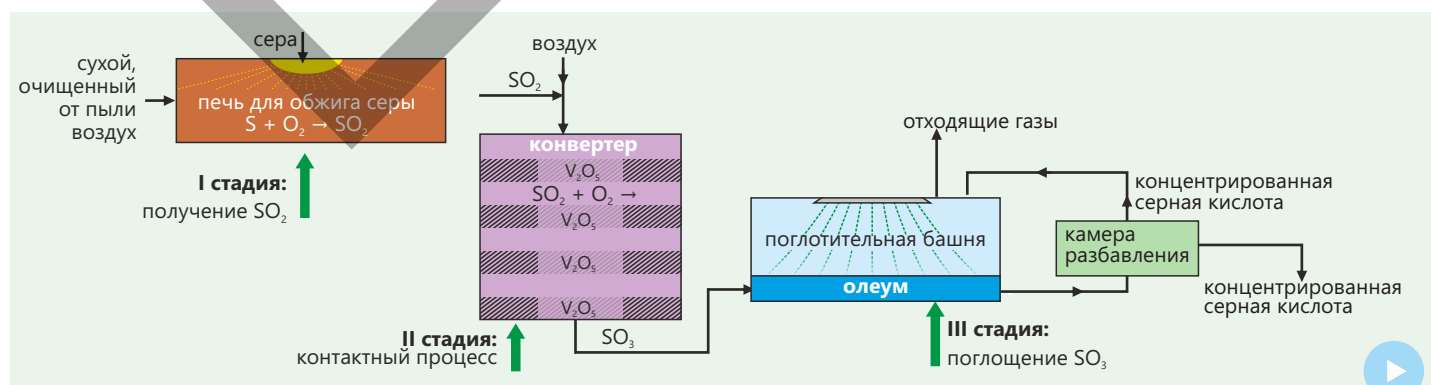 сера
сухой,
очищенный
от пыли
воздух
печь для обжига серы
S + O₂ → SO₂
I стадия:
получение SO₂
воздух
SO₂
конвертер
V₂O₅
SO₂ + O₂ →
V₂O₅
V₂O₅
V₂O₅
II стадия:
контактный процесс
SO₃
отходящие газы
поглотительная башня
олеум
III стадия:
поглощение SO₃
концентрированная
серная кислота
камера
разбавления
концентрированная
серная кислота